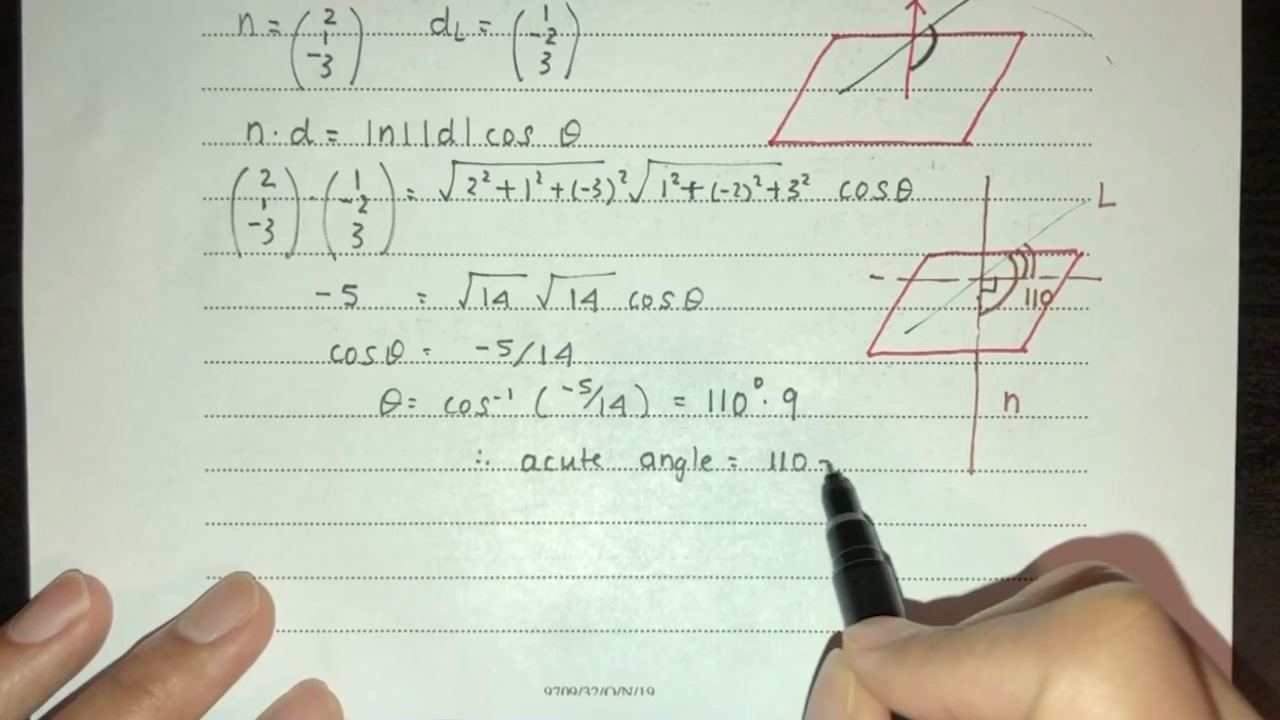 n = ( 2 1 -3 ) dL = ( 1 -2 3 )
n · d = |n||d| cos θ
( 2 1 -3 ) · ( 1 -2 3 ) = √2² + 1² + (-3)² √1² + (-2)² + 3² cos θ
L
-5 = √14 √14 cos θ
110
cos θ = -5/14
θ = cos⁻¹ ( -5/14 ) = 110°.9
n
∴ acute angle = 110 -
9709/32/O/N/19